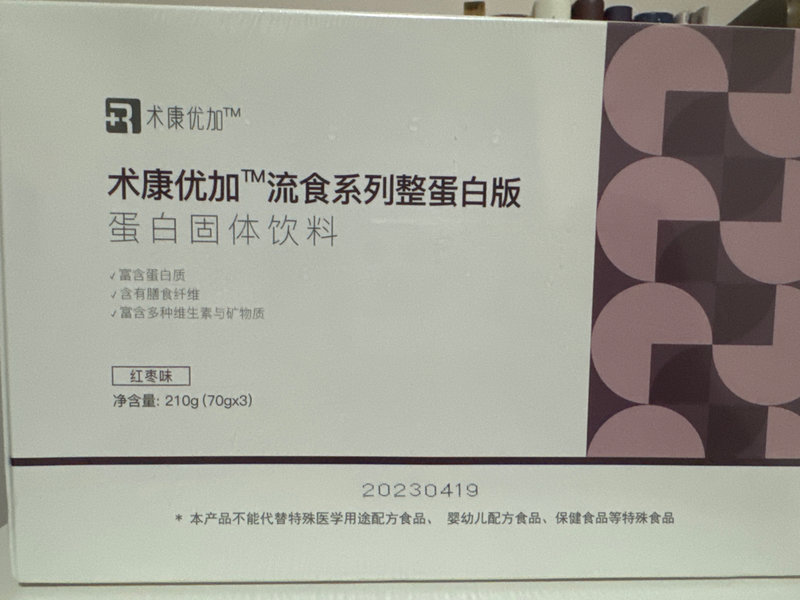 术康优加™
术康优加™流食系列整蛋白版
蛋白固体饮料
✓富含蛋白质
✓含有膳食纤维
✓富含多种维生素与矿物质
红枣味
净含量: 210g (70gx3)
20230419
* 本产品不能代替特殊医学用途配方食品、 婴幼儿配方食品、保健食品等特殊食品